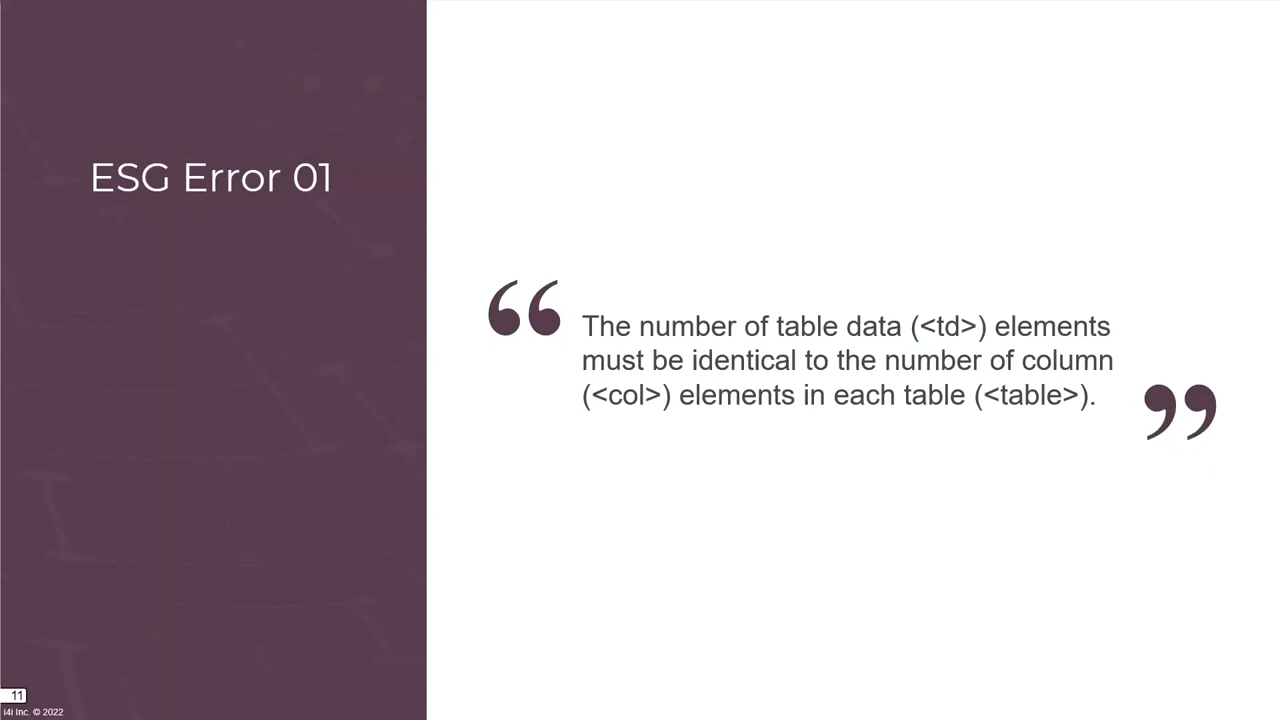 ESG Error 01
“The number of table data (<td>) elements
must be identical to the number of column
(<col>) elements in each table (<table>).”
11
i4i Inc. © 2022